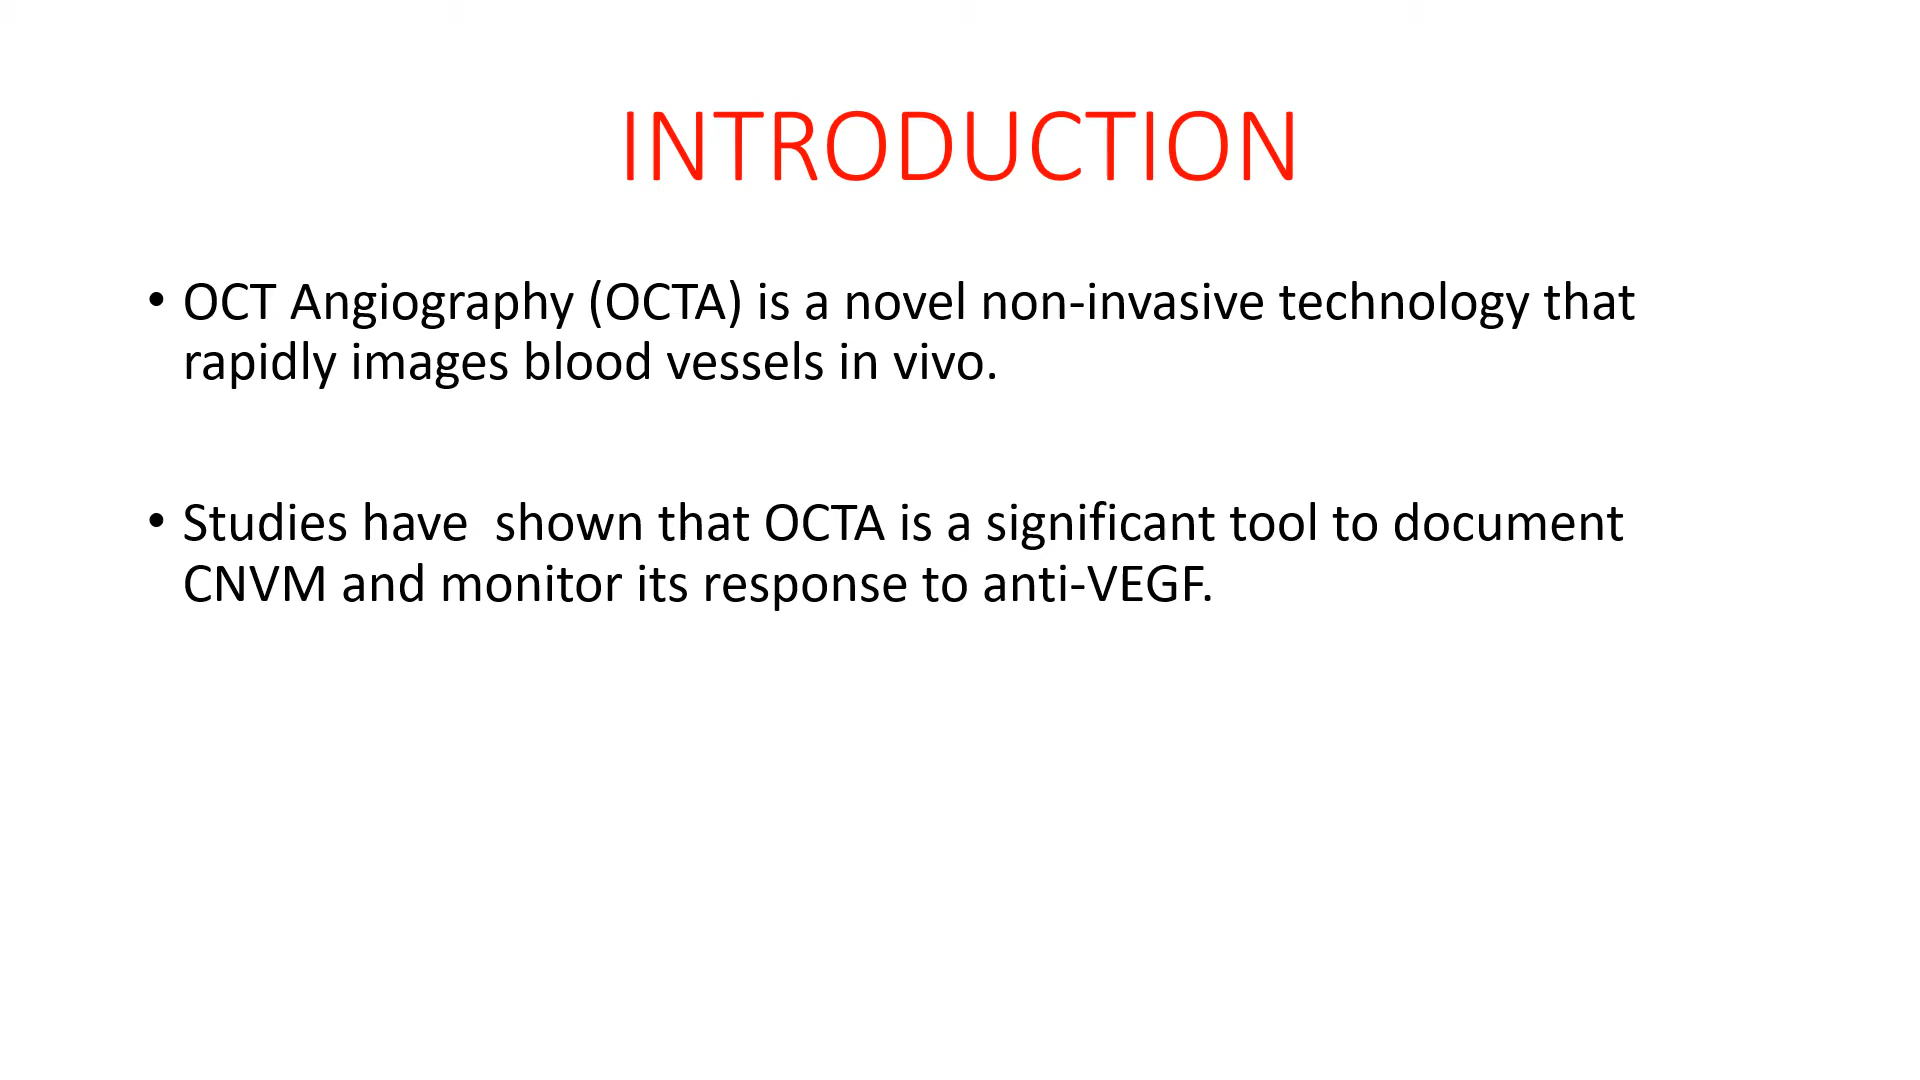 INTRODUCTION
• OCT Angiography (OCTA) is a novel non-invasive technology that
rapidly images blood vessels in vivo.
• Studies have  shown that OCTA is a significant tool to document
CNVM and monitor its response to anti-VEGF.